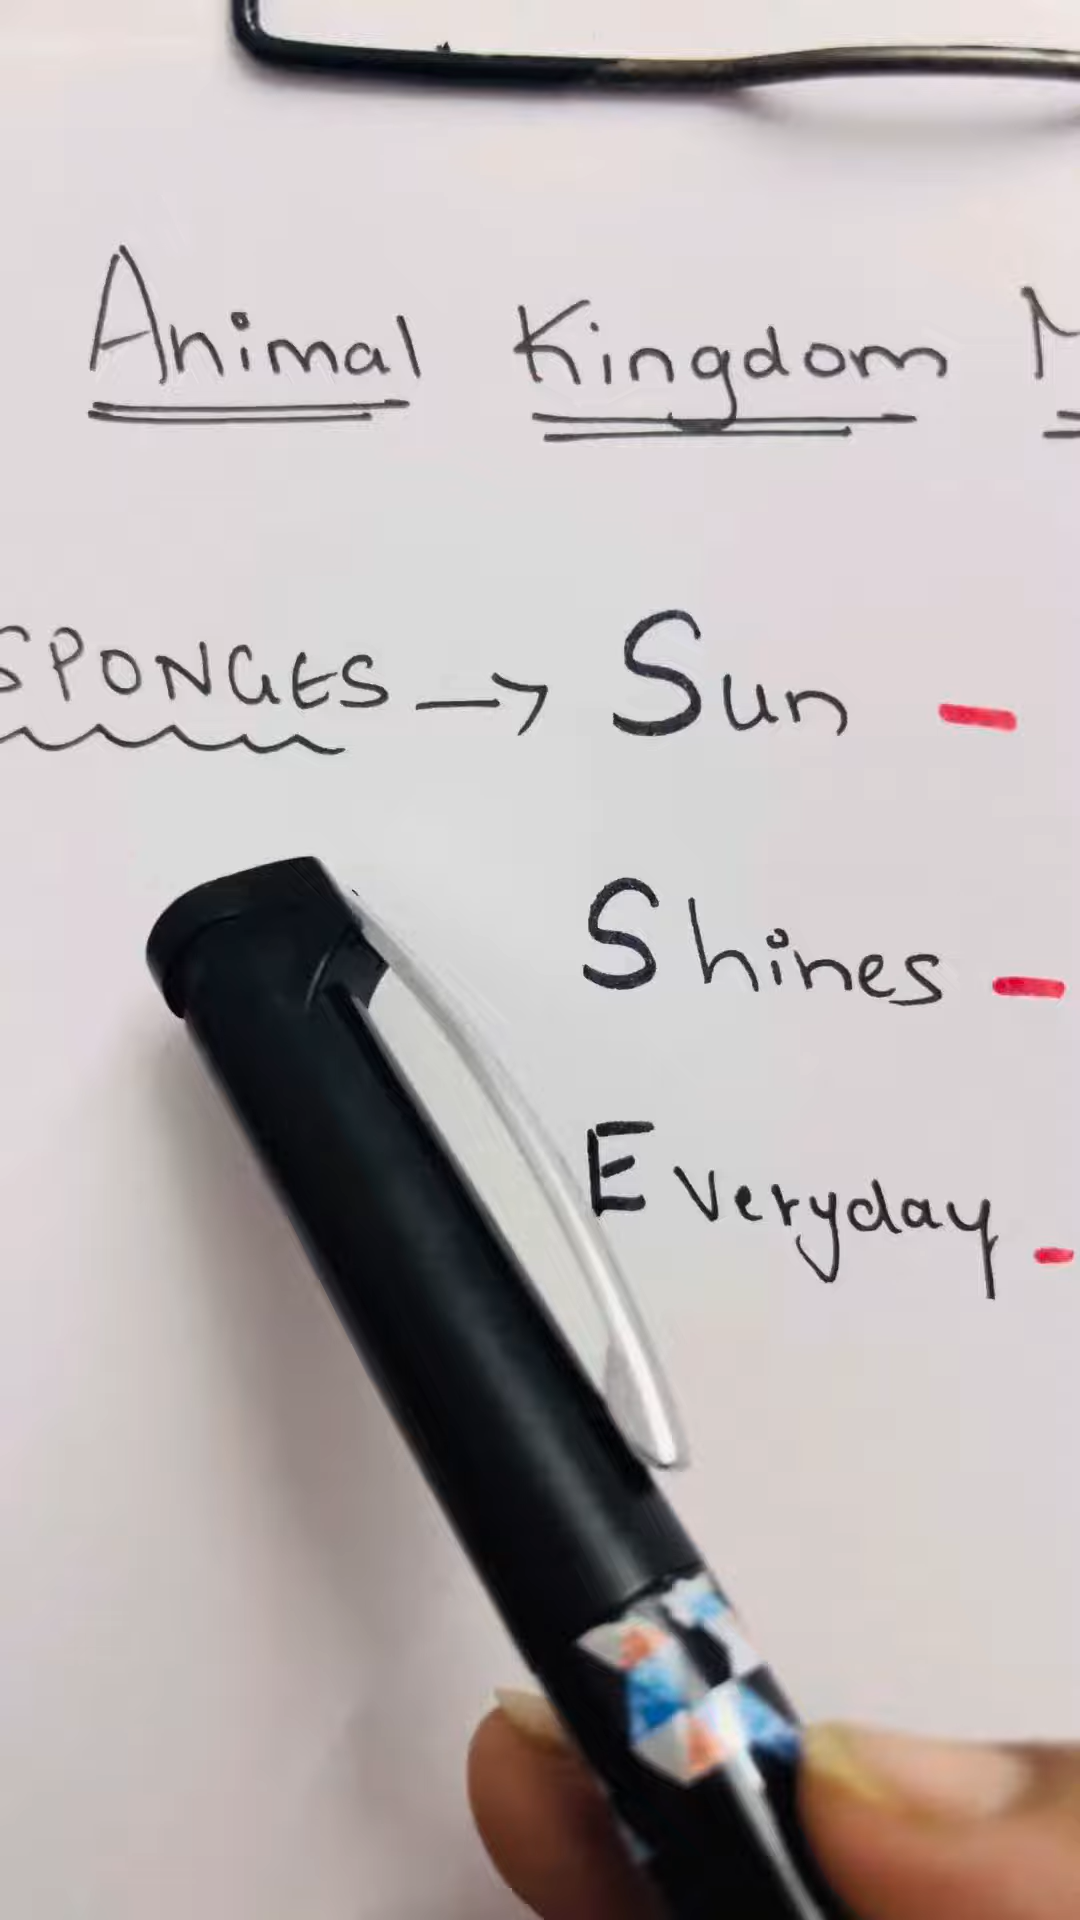 Animal Kingdom
SPONGES → Sun -
Shines -
Everyday -